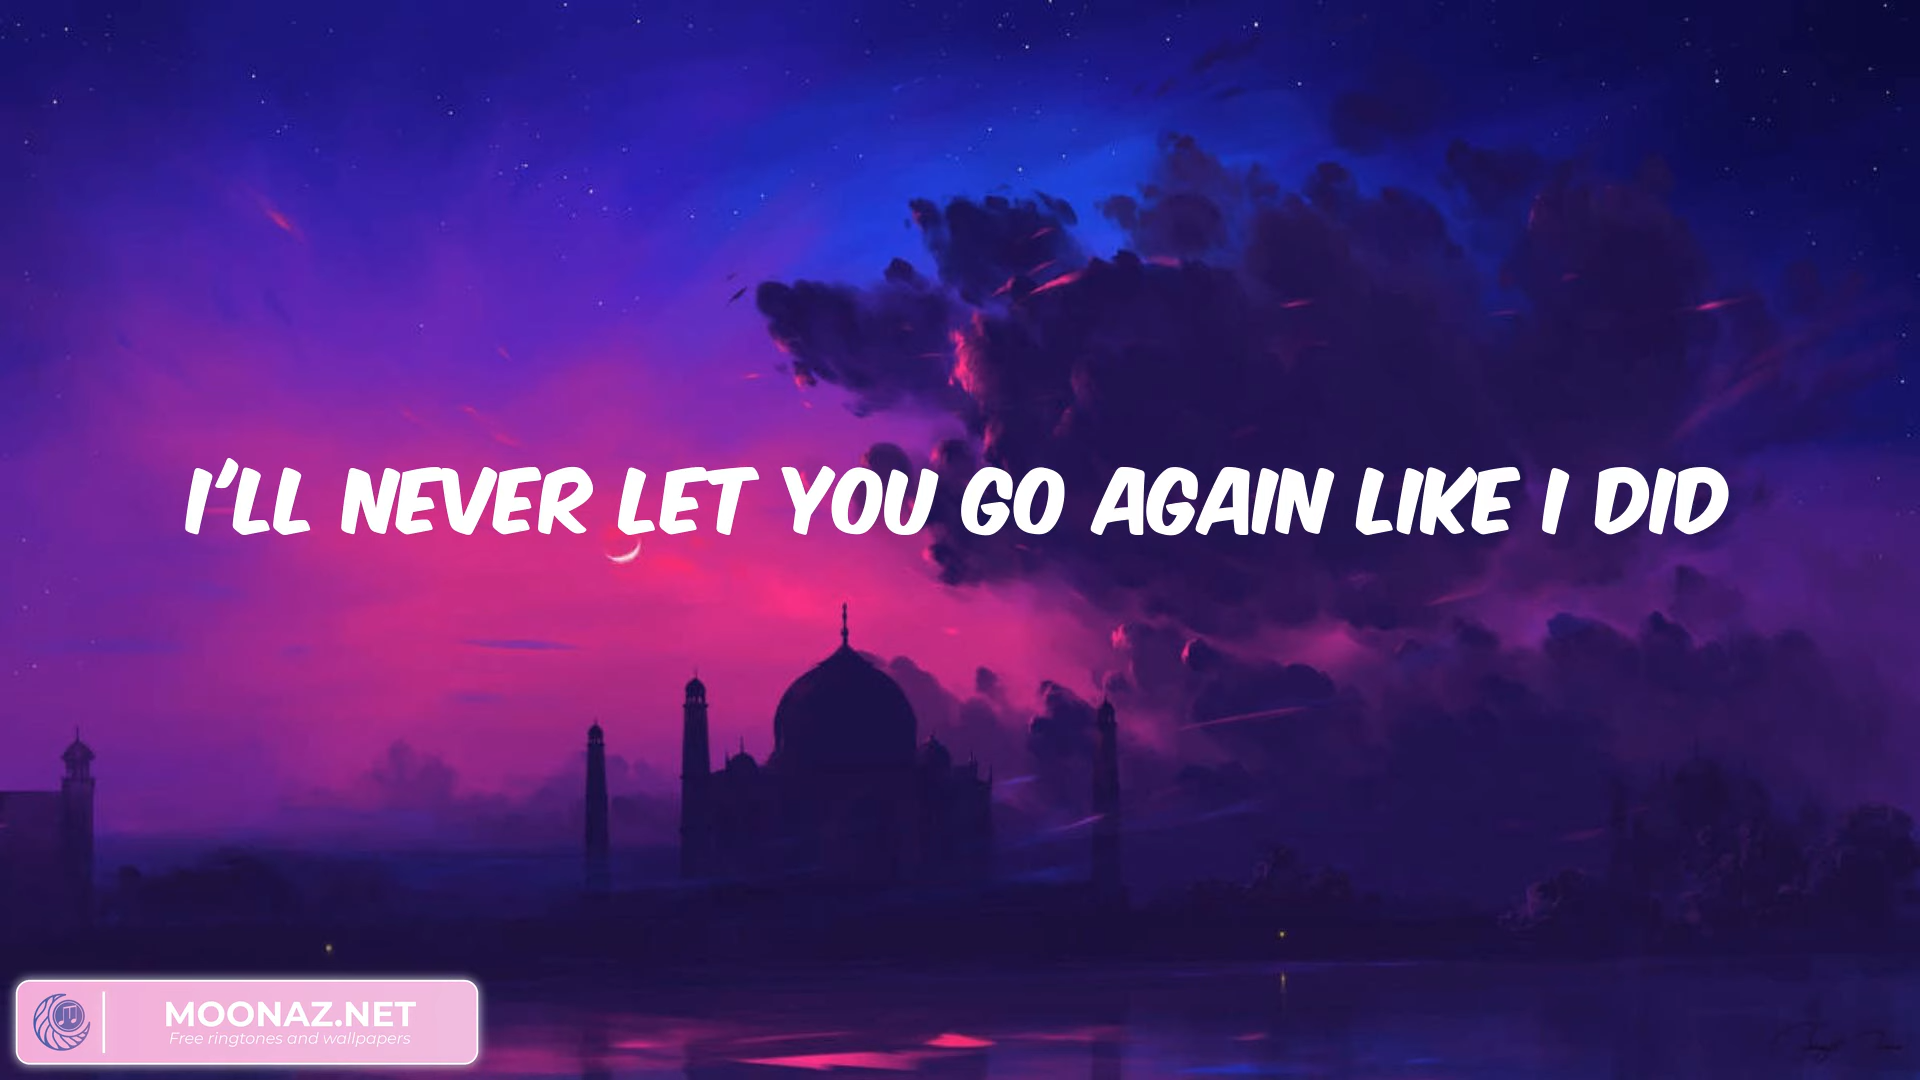 I'LL NEVER LET YOU GO AGAIN LIKE I DID
MOONAZ.NET
Free ringtones and wallpapers